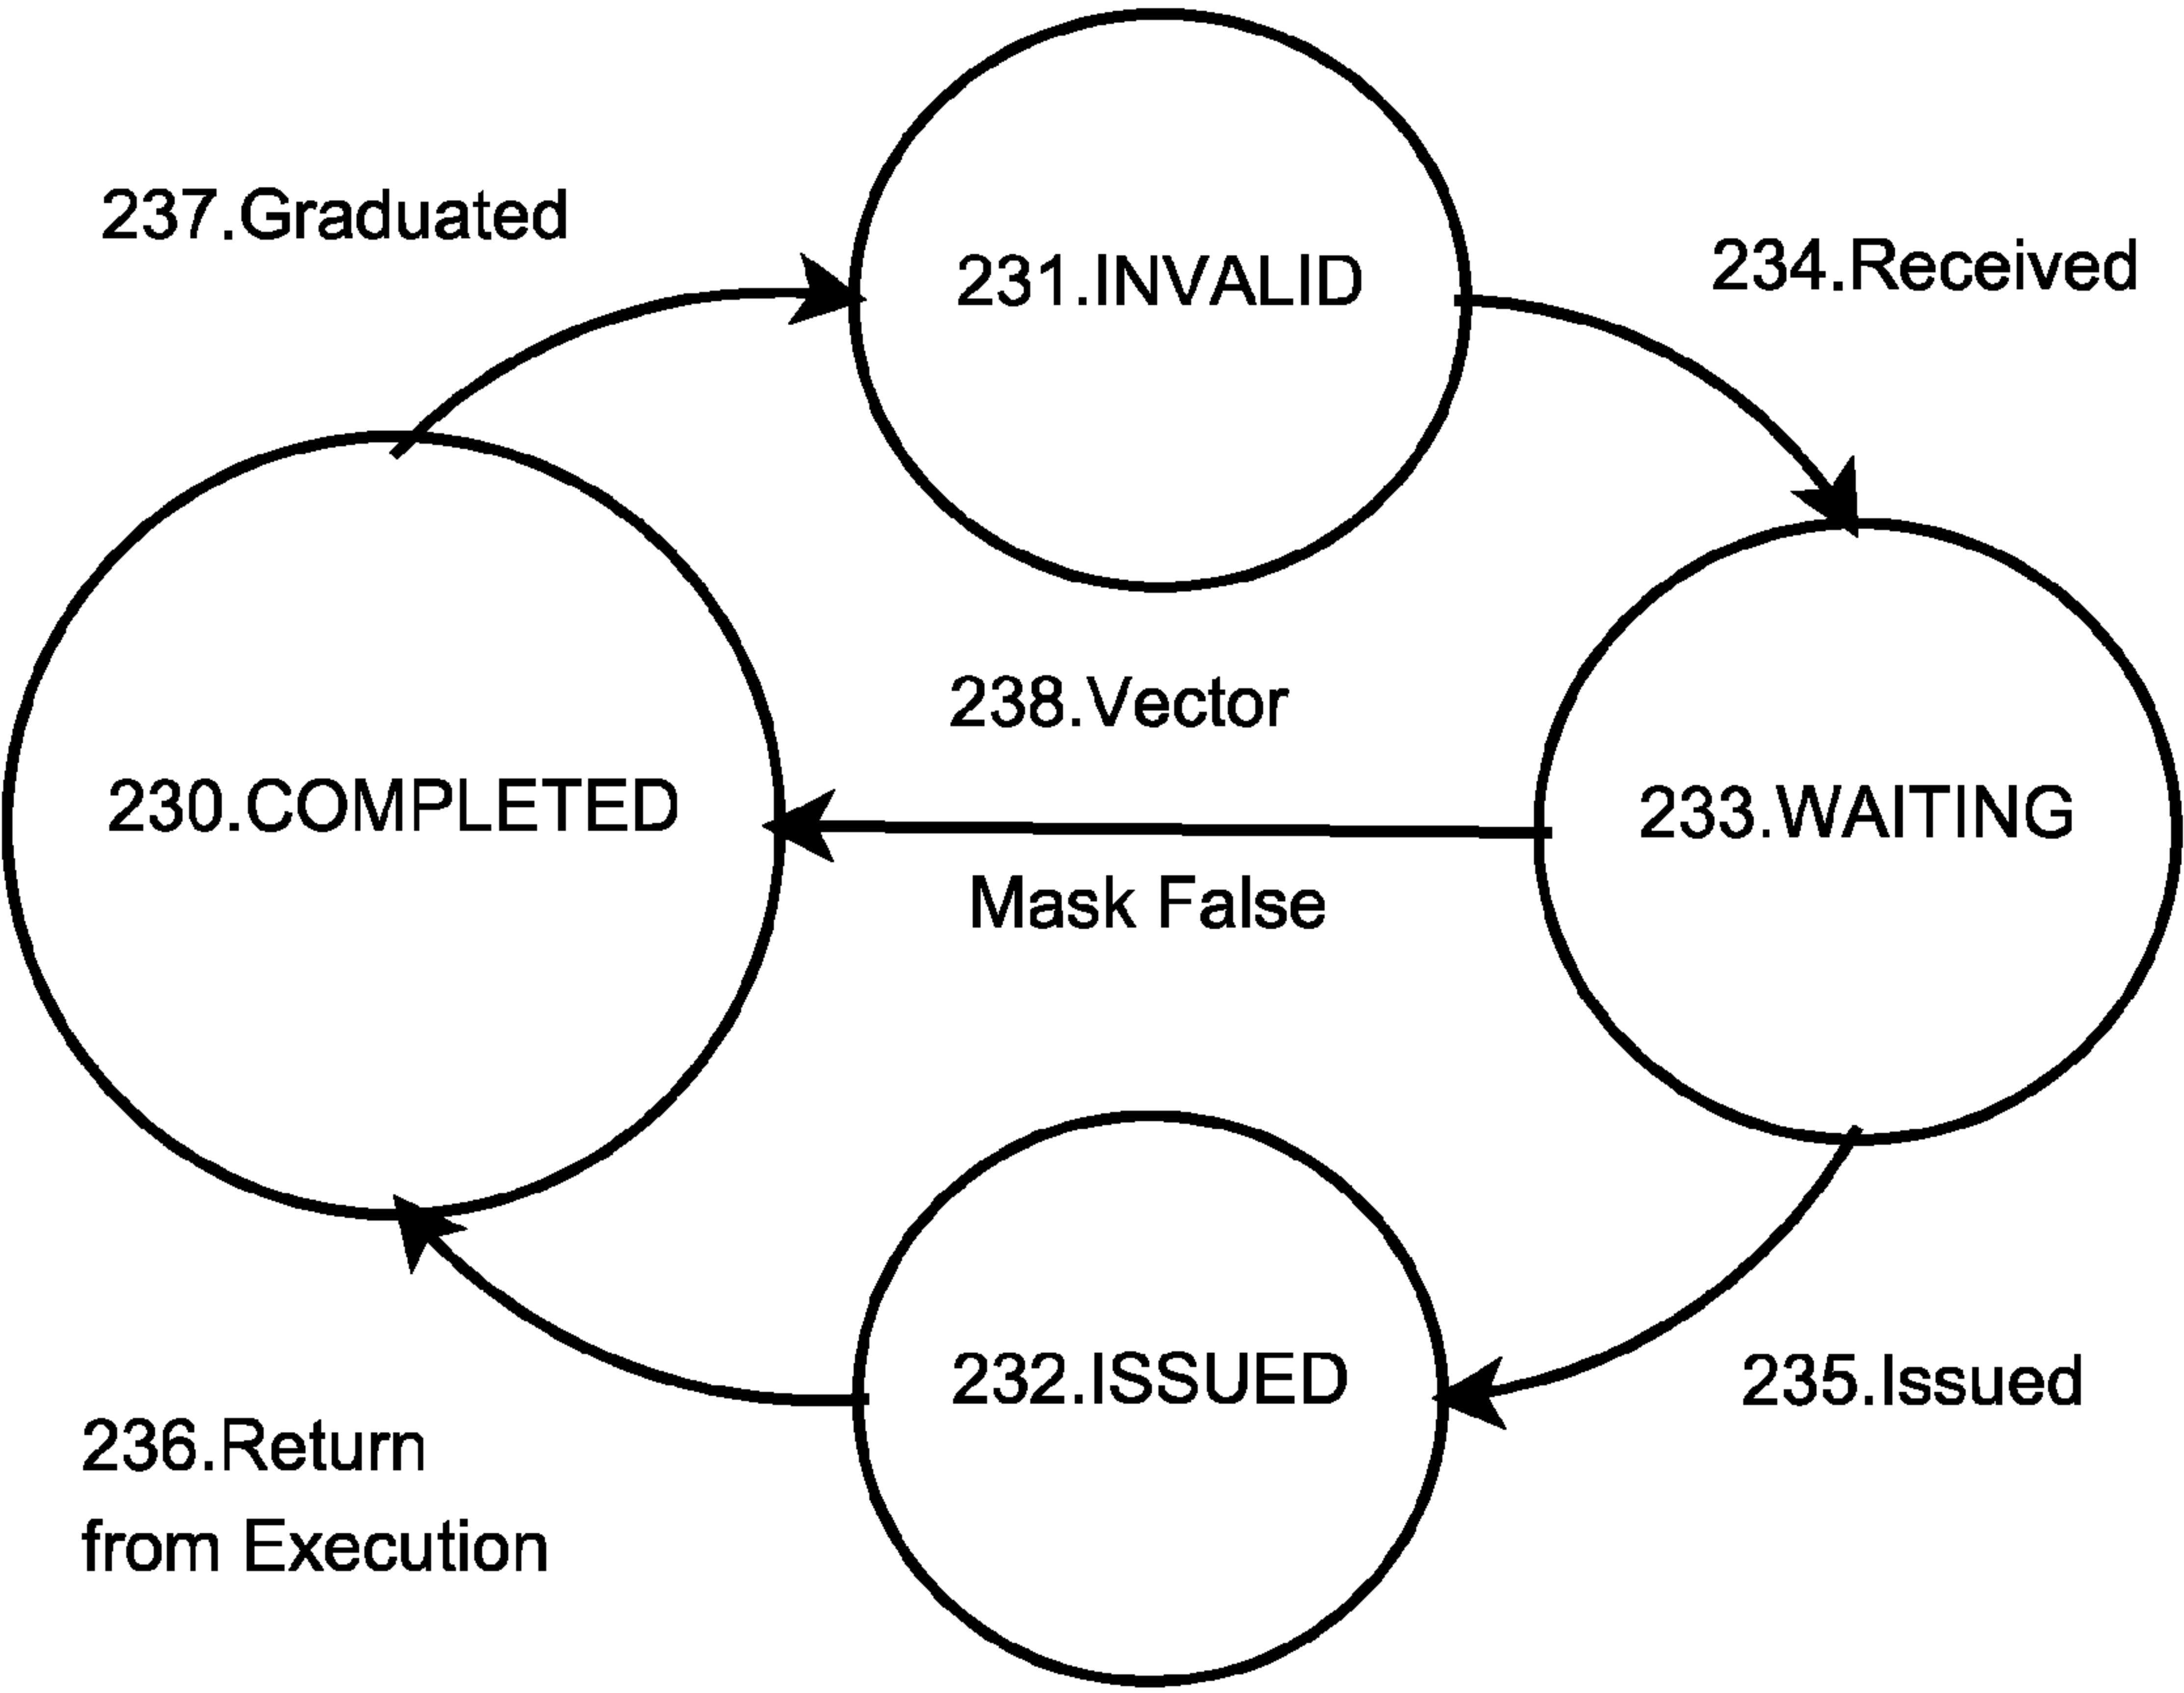 237.Graduated
231.INVALID
234.Received
238.Vector
230.COMPLETED
233.WAITING
Mask False
232.ISSUED
235.Issued
236.Return
from Execution